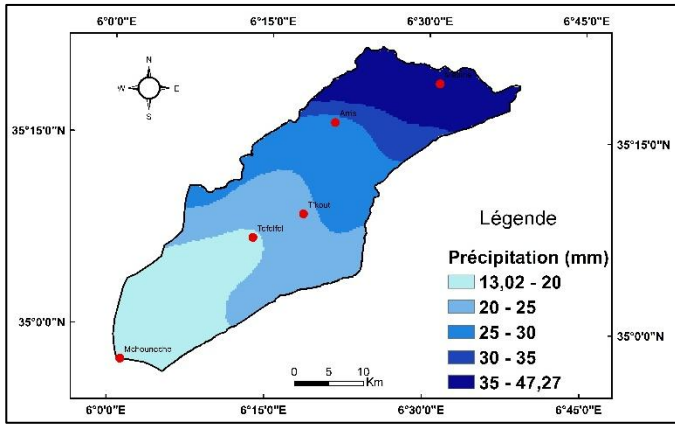 6°0'0"E 6°15'0"E 6°30'0"E 6°45'0"E
N
W E
S
Arris
35°15'0"N 35°15'0"N
T'kout
Légende
Tefelfel
Précipitation (mm)
13,02 - 20
20 - 25
25 - 30
30 - 35
35 - 47,27
35°0'0"N 35°0'0"N
0 5 10
Km
6°0'0"E 6°15'0"E 6°30'0"E 6°45'0"E